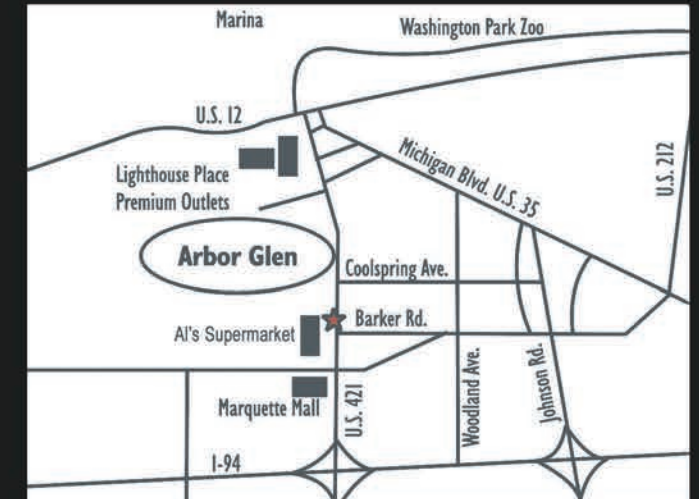 Marina
Washington Park Zoo
U.S. 12
Michigan Blvd. U.S. 35
U.S. 212
Lighthouse Place
Premium Outlets
Arbor Glen
Coolspring Ave.
Barker Rd.
Al's Supermarket
Marquette Mall
U.S. 421
Woodland Ave.
Johnson Rd.
I-94